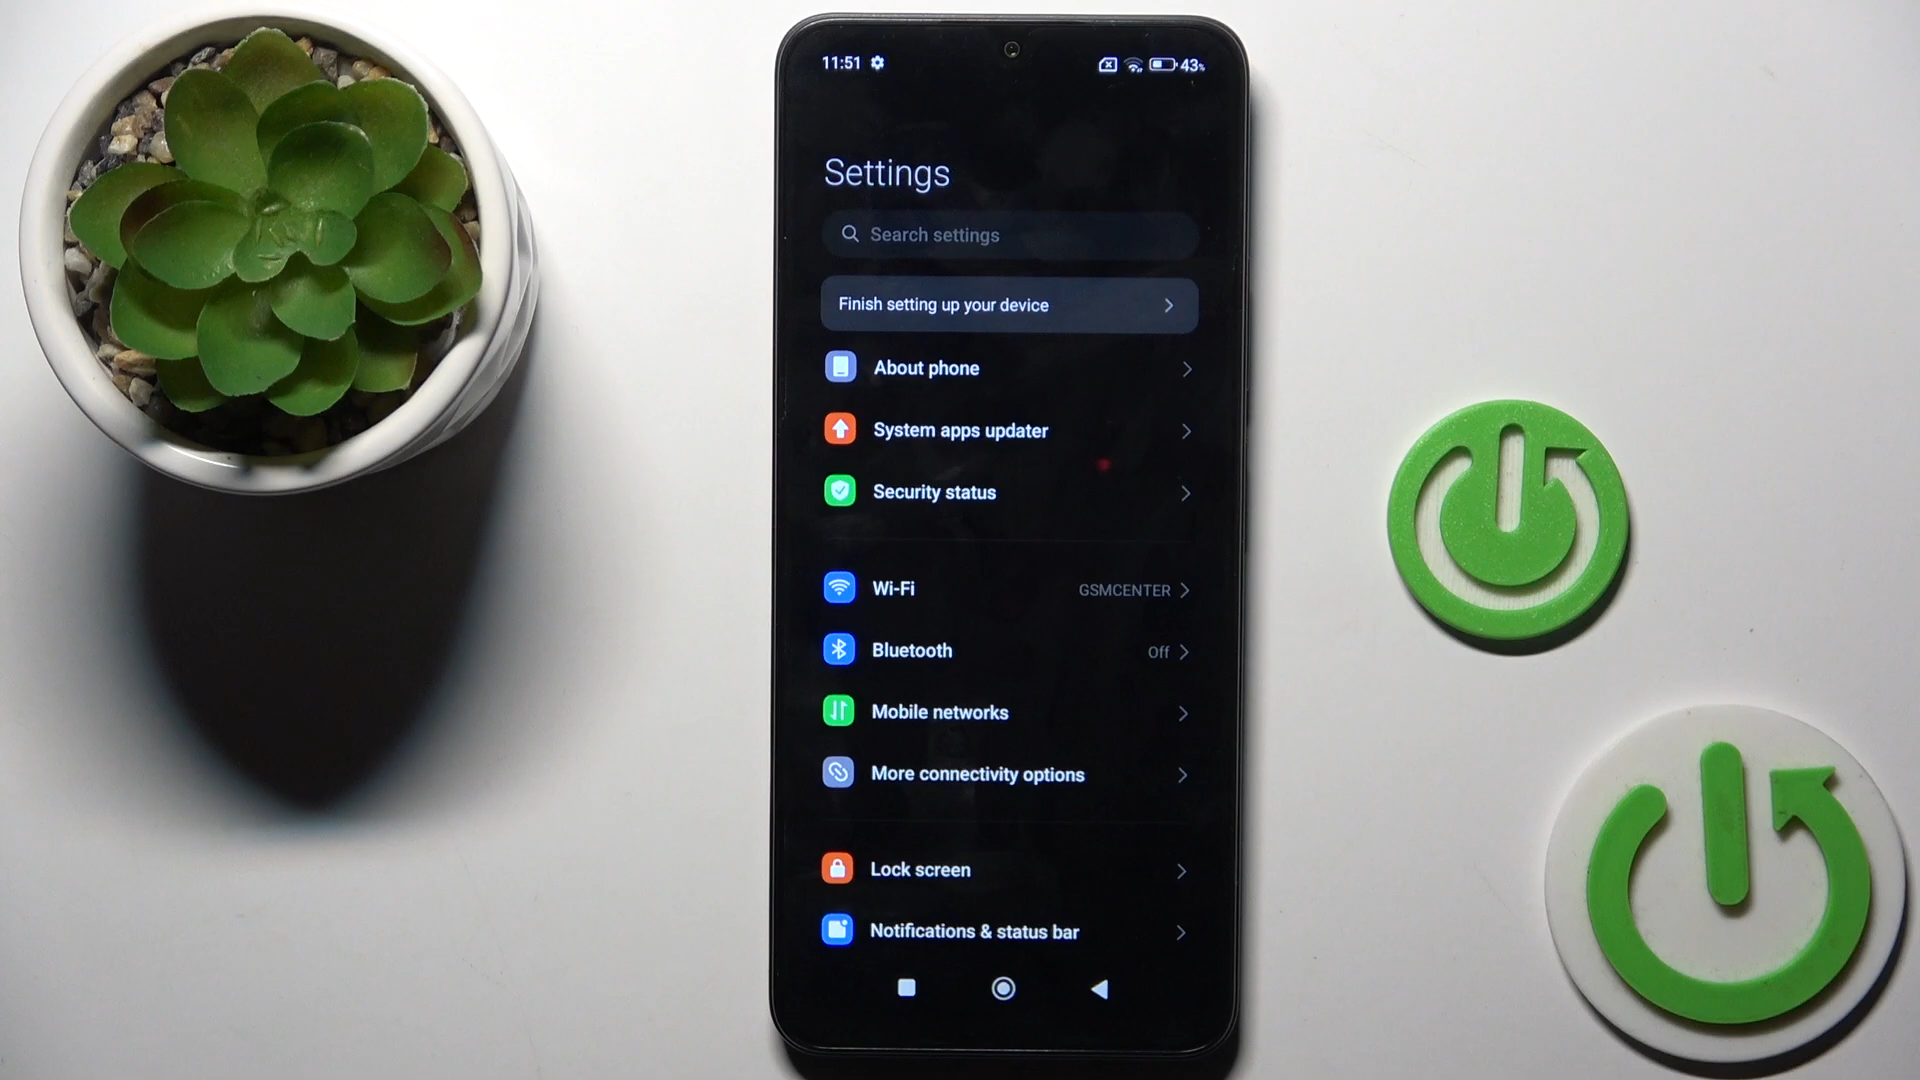 11:51
43%
Settings
Search settings
Finish setting up your device
About phone
System apps updater
Security status
Wi-Fi GSMCENTER
Bluetooth Off
Mobile networks
More connectivity options
Lock screen
Notifications & status bar